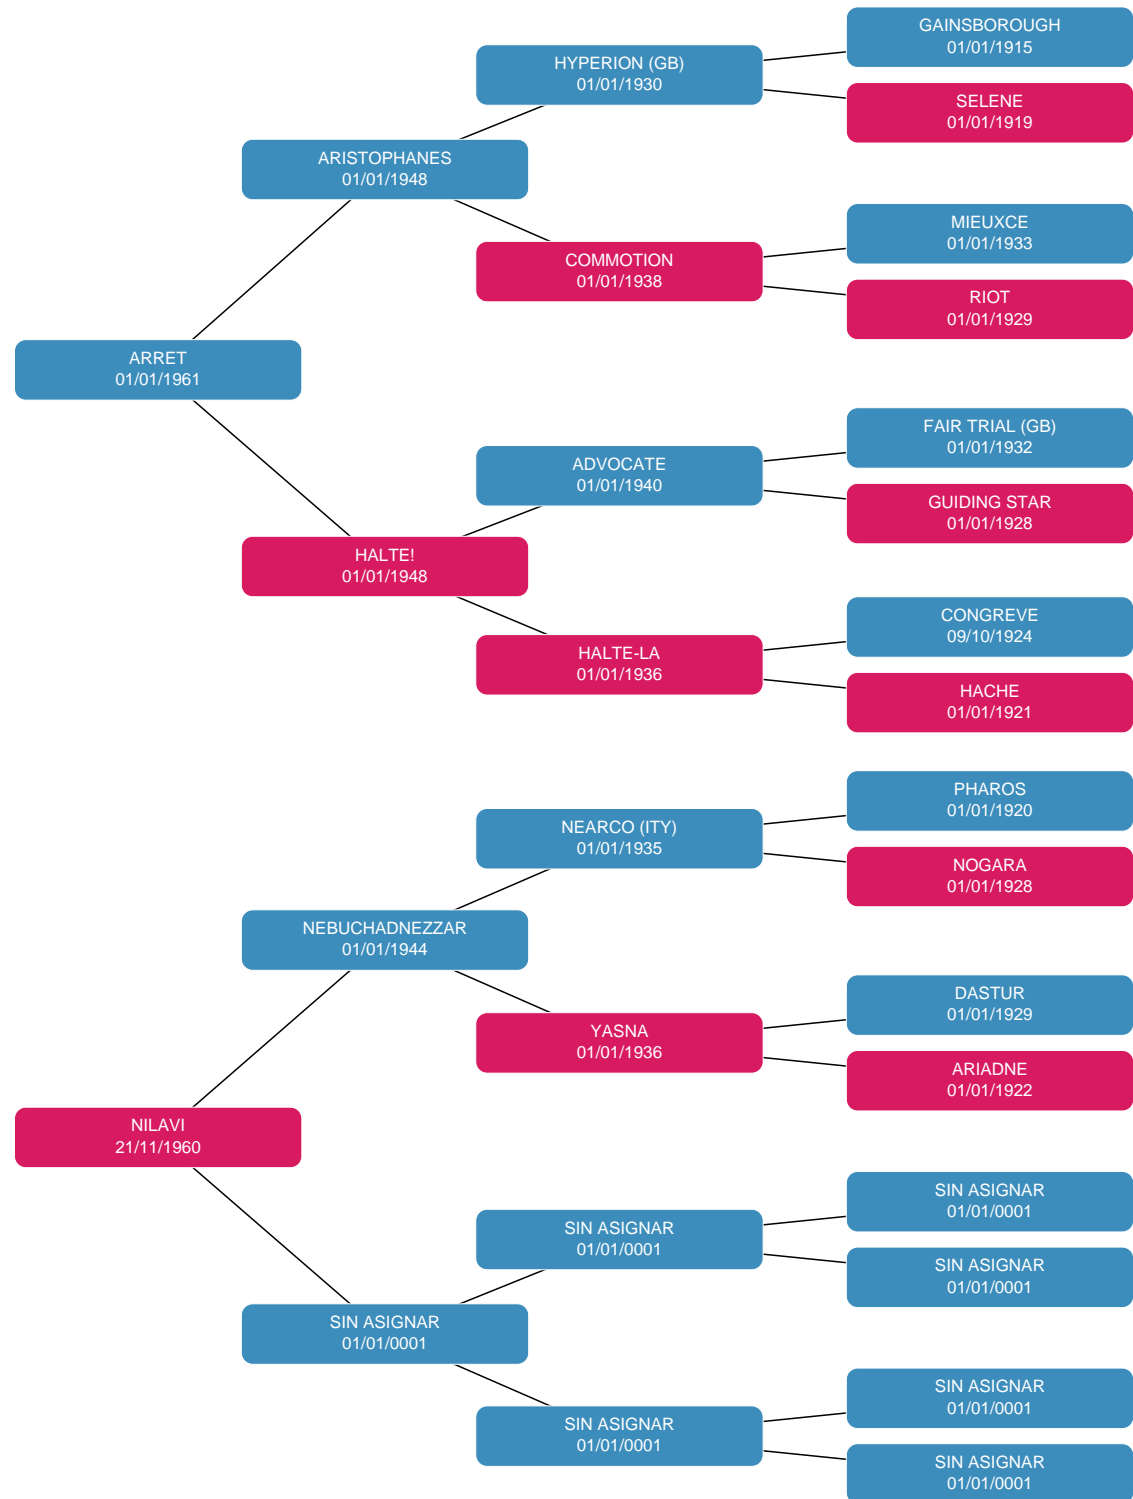 GAINSBOROUGH
01/01/1915
HYPERION (GB)
01/01/1930
SELENE
01/01/1919
ARISTOPHANES
01/01/1948
MIEUXCE
01/01/1933
COMMOTION
01/01/1938
RIOT
01/01/1929
ARRET
01/01/1961
FAIR TRIAL (GB)
01/01/1932
ADVOCATE
01/01/1940
GUIDING STAR
01/01/1928
HALTE!
01/01/1948
CONGREVE
09/10/1924
HALTE-LA
01/01/1936
HACHE
01/01/1921
PHAROS
01/01/1920
NEARCO (ITY)
01/01/1935
NOGARA
01/01/1928
NEBUCHADNEZZAR
01/01/1944
DASTUR
01/01/1929
YASNA
01/01/1936
ARIADNE
01/01/1922
NILAVI
21/11/1960
SIN ASIGNAR
01/01/0001
SIN ASIGNAR
01/01/0001
SIN ASIGNAR
01/01/0001
SIN ASIGNAR
01/01/0001
SIN ASIGNAR
01/01/0001
SIN ASIGNAR
01/01/0001
SIN ASIGNAR
01/01/0001